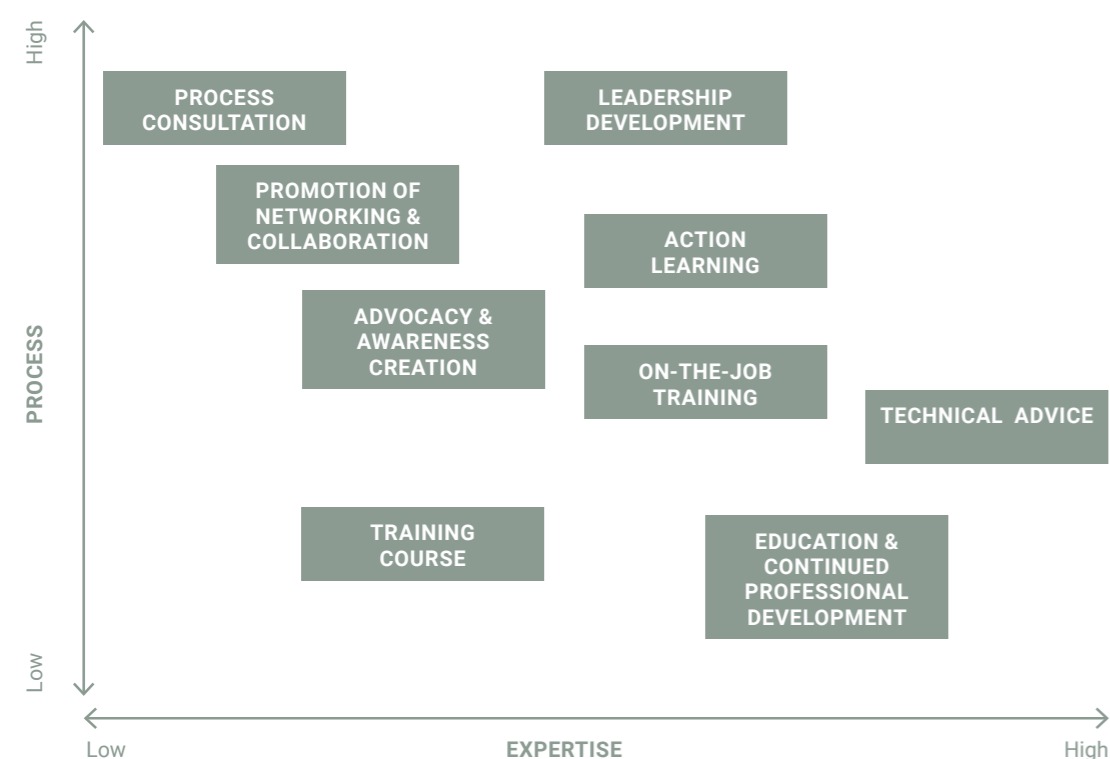 High
PROCESS
CONSULTATION
LEADERSHIP
DEVELOPMENT
PROMOTION OF
NETWORKING &
COLLABORATION
ACTION
LEARNING
ADVOCACY &
AWARENESS
CREATION
PROCESS
ON-THE-JOB
TRAINING
TECHNICAL ADVICE
TRAINING
COURSE
EDUCATION &
CONTINUED
PROFESSIONAL
DEVELOPMENT
Low
Low
EXPERTISE
High